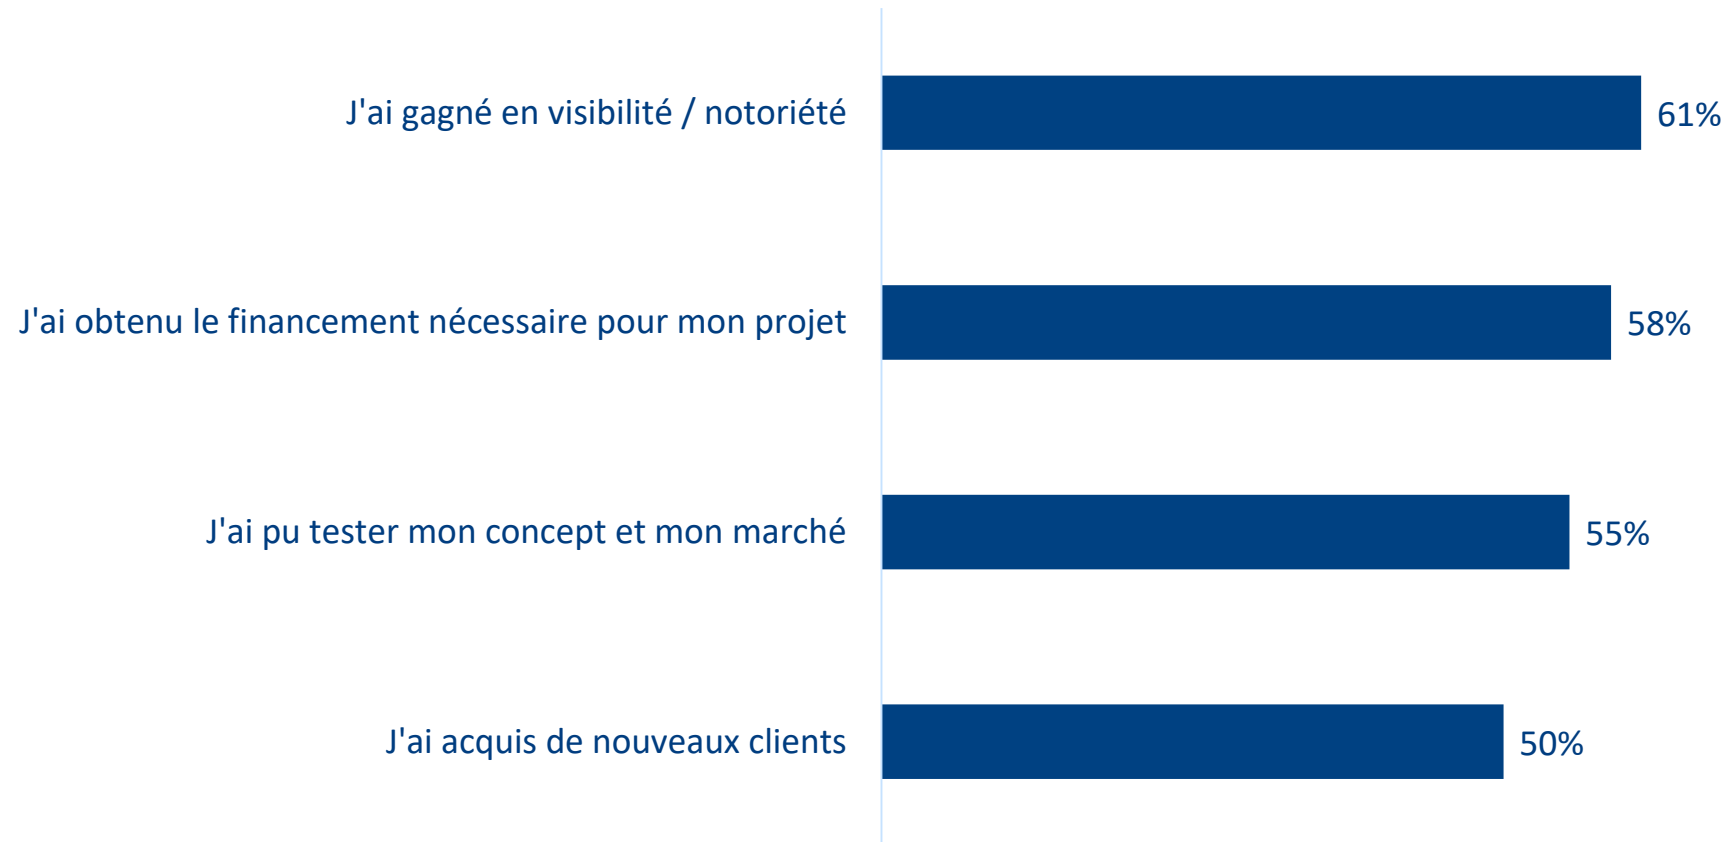 J'ai gagné en visibilité / notoriété 61%
J'ai obtenu le financement nécessaire pour mon projet 58%
J'ai pu tester mon concept et mon marché 55%
J'ai acquis de nouveaux clients 50%